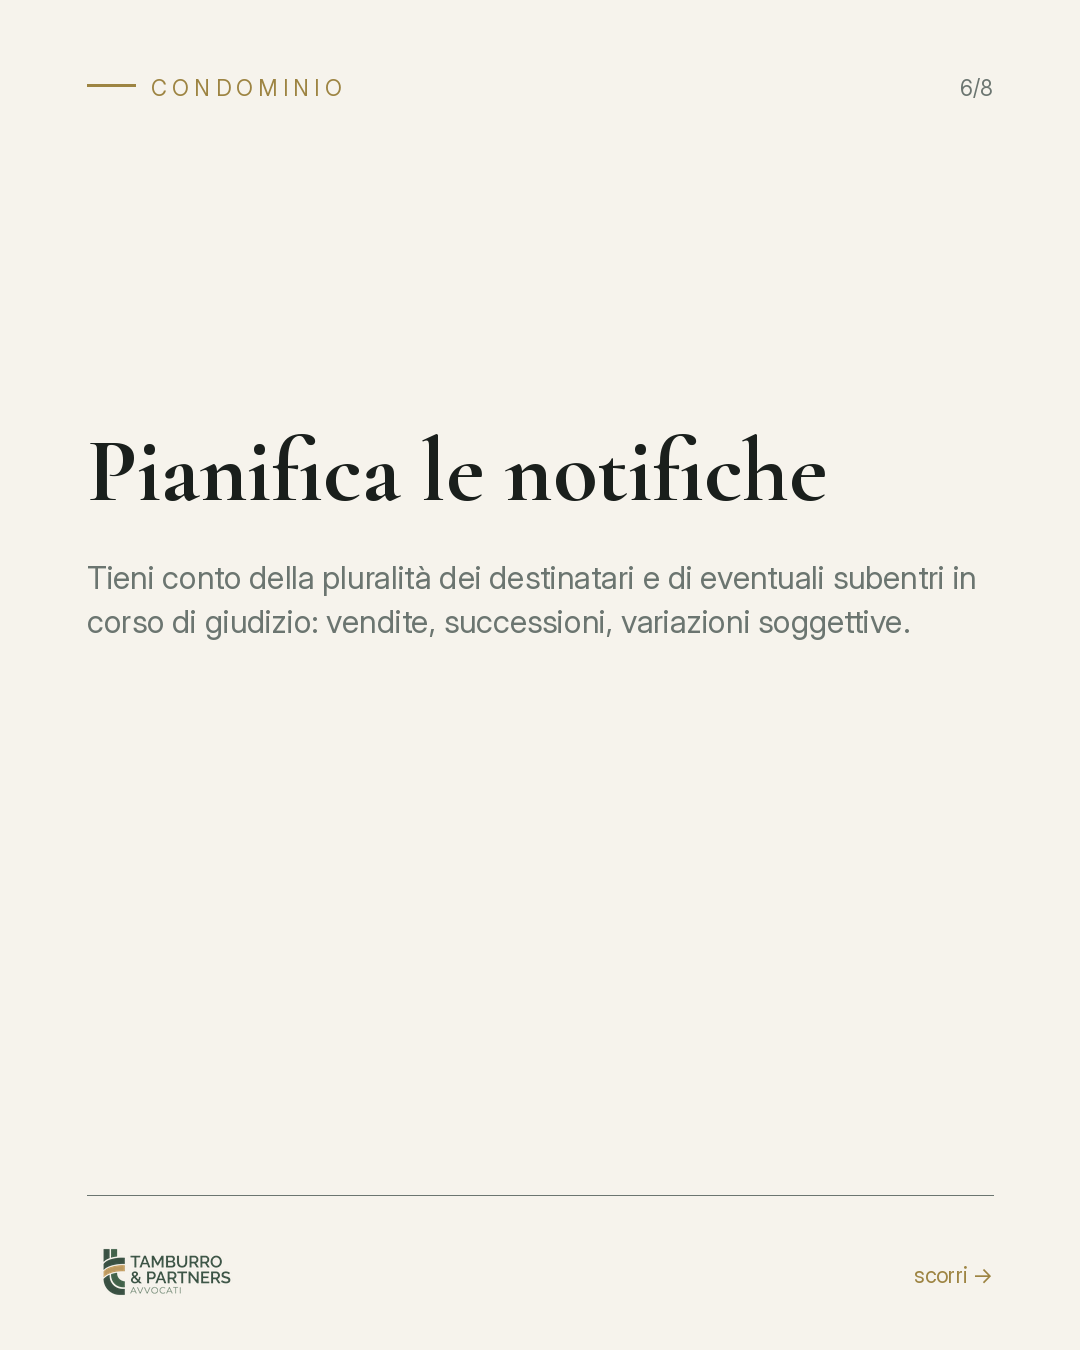 CONDOMINIO
6/8
Pianifica le notifiche
Tieni conto della pluralità dei destinatari e di eventuali subentri in
corso di giudizio: vendite, successioni, variazioni soggettive.
TAMBURRO
& PARTNERS
AVVOCATI
scorri →